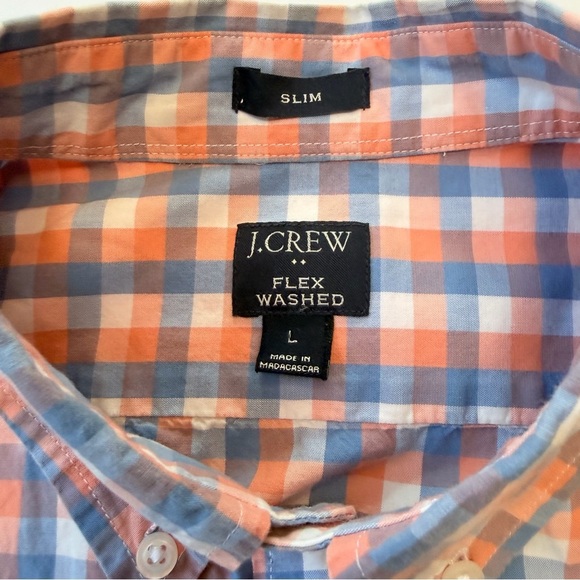 SLIM
J.CREW
FLEX
WASHED
L
MADE IN
MADAGASCAR